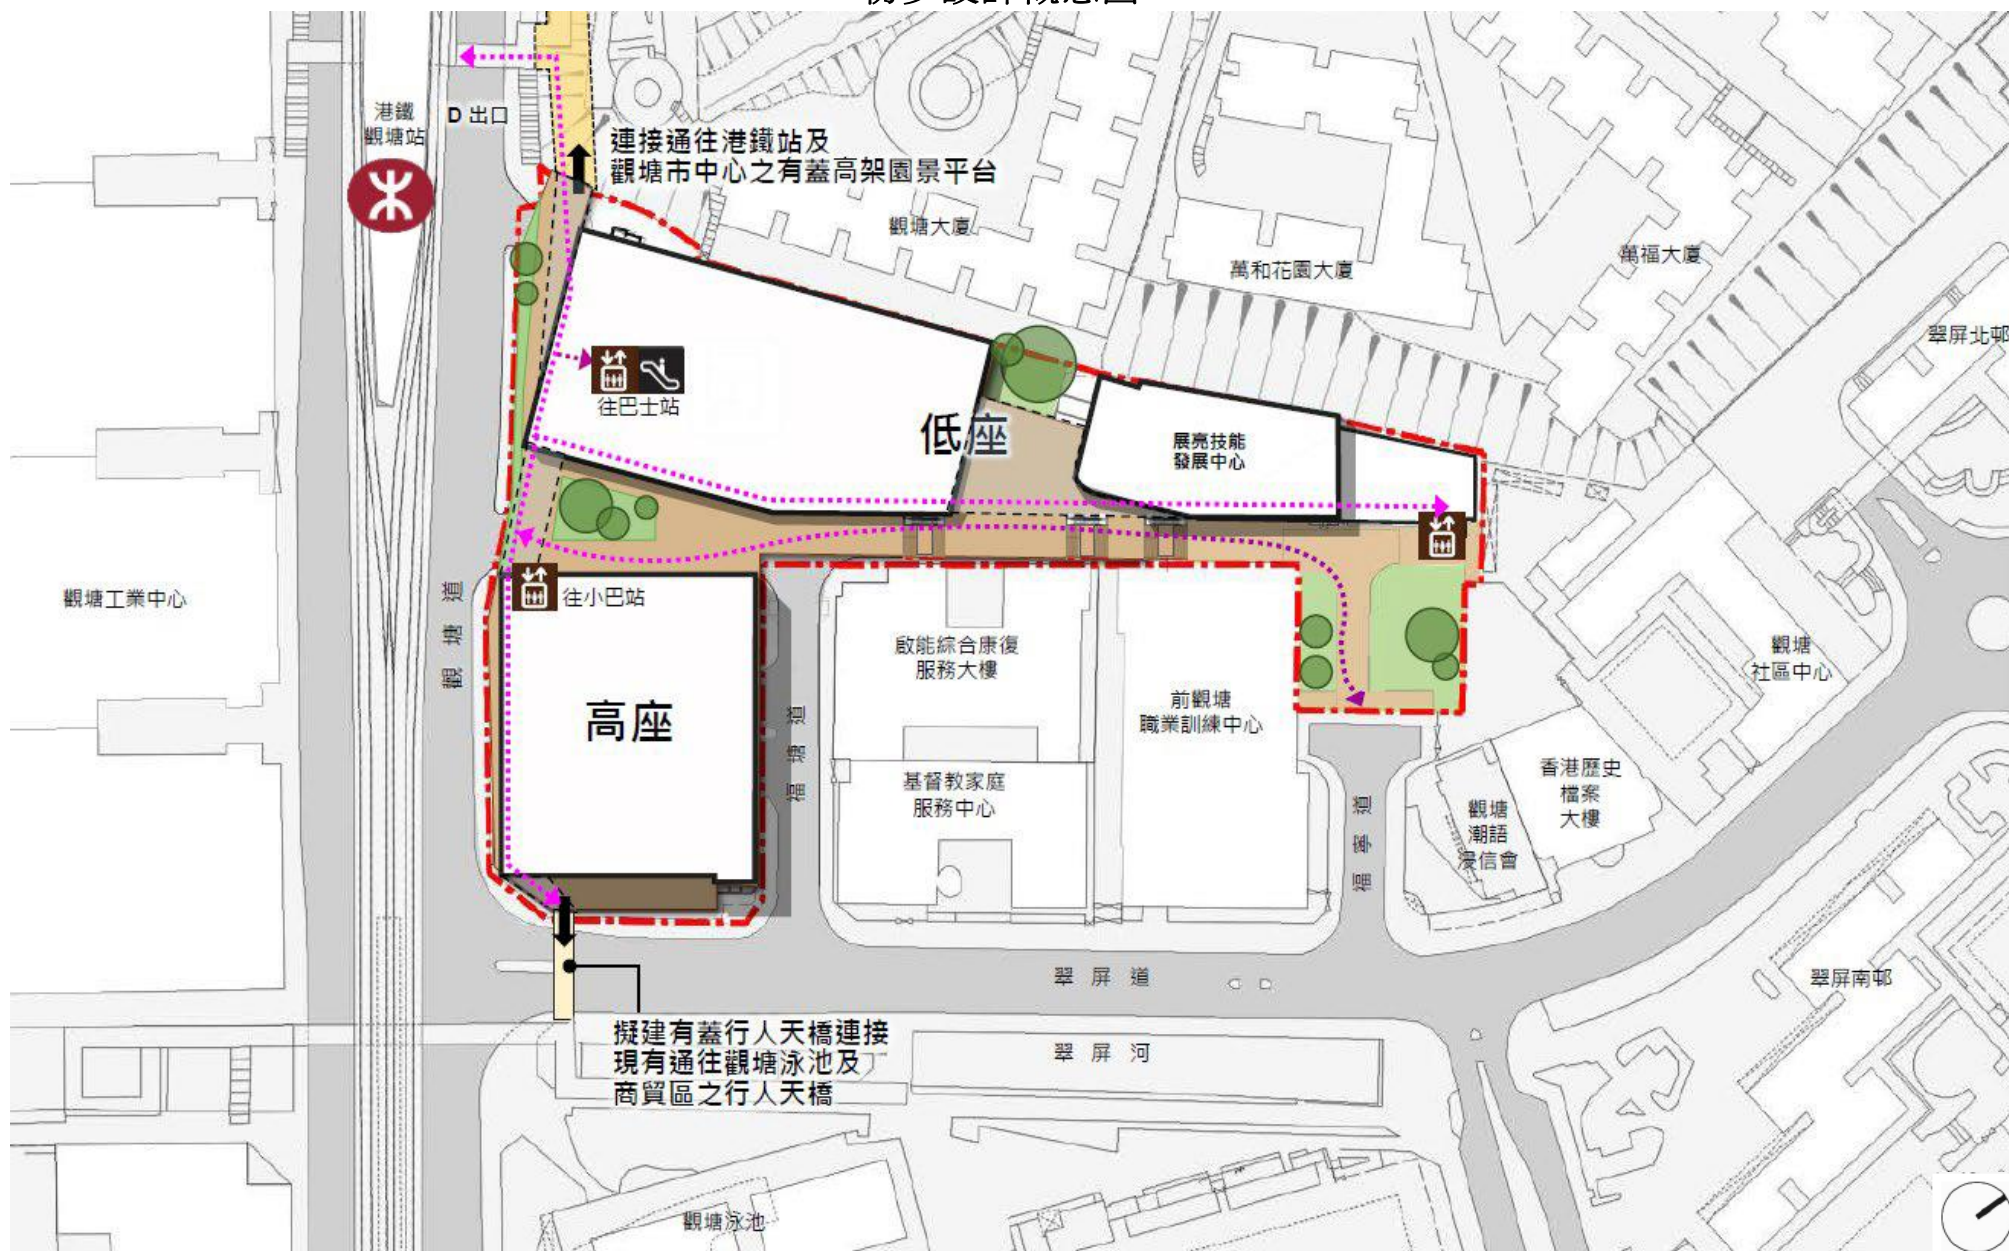 港鐵
觀塘站
D 出口
連接通往港鐵站及
觀塘市中心之有蓋高架園景平台
觀塘大廈
萬和花園大廈
萬福大廈
翠屏北邨
往巴士站
低座
展亮技能
發展中心
觀塘工業中心
觀塘道
往小巴站
高座
福塘道
啟能綜合康復
服務大樓
基督教家庭
服務中心
前觀塘
職業訓練中心
觀塘
社區中心
香港歷史
檔案
大樓
觀塘
潮語
浸信會
福寧道
翠屏道
翠屏南邨
擬建有蓋行人天橋連接
現有通往觀塘泳池及
商貿區之行人天橋
翠屏河
觀塘泳池